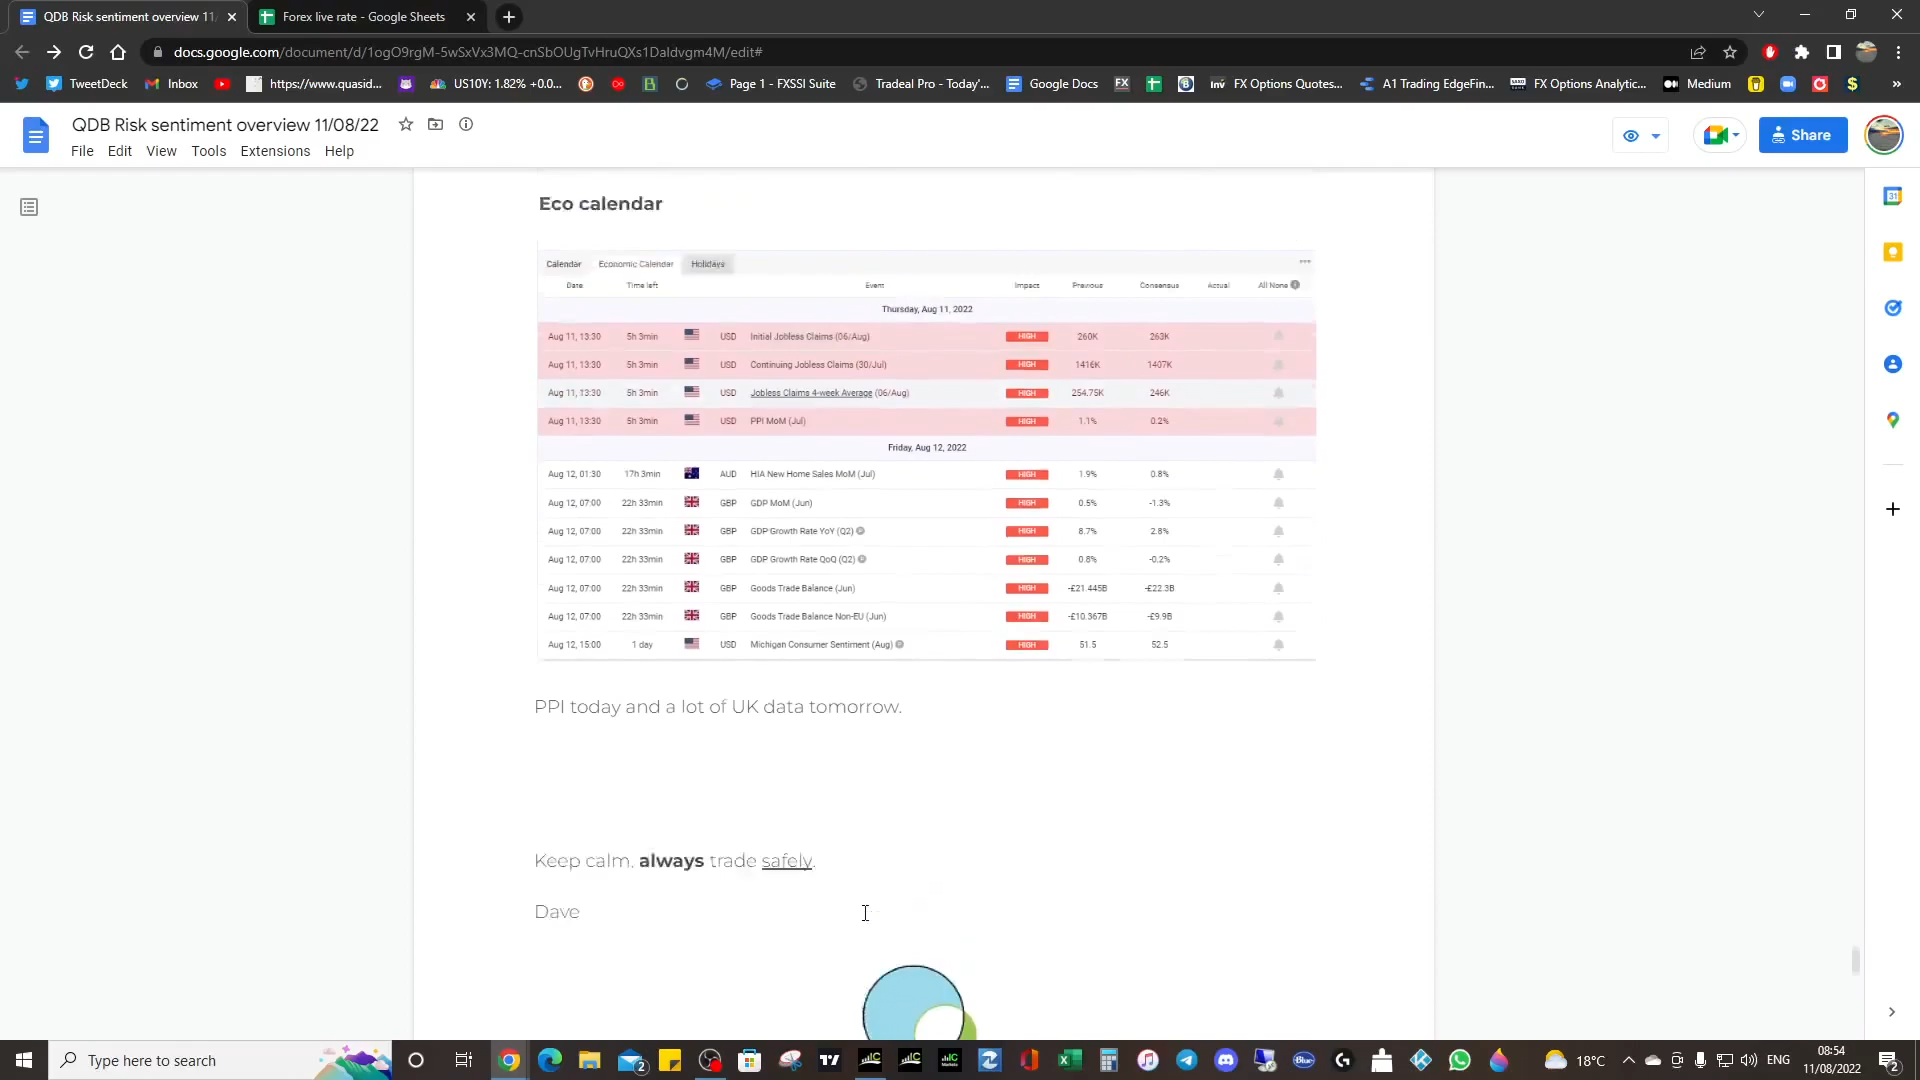 QDB Risk sentiment overview 11
Forex live rate - Google Sheets
docs.google.com/document/d/1ogO9rgM-5wSxVx3MQ-cnSbOUgTvHruQXs1Daldvgm4M/edit#
TweetDeck Inbox https://www.quasid... US10Y: 1.82% +0.0... Page 1 - FXSSI Suite Tradeal Pro - Today'... Google Docs FX Options Quotes... A1 Trading EdgeFin... FX Options Analytic... Medium
QDB Risk sentiment overview 11/08/22
Share
File Edit View Tools Extensions Help
Eco calendar
Calendar Economic Calendar Holidays
Date Time left Event Impact Previous Consensus Actual All None
Thursday, Aug 11, 2022
Aug 11, 13:30 5h 3min USD Initial Jobless Claims (06/Aug) HIGH 260K 263K
Aug 11, 13:30 5h 3min USD Continuing Jobless Claims (30/Jul) HIGH 1416K 1407K
Aug 11, 13:30 5h 3min USD Jobless Claims 4-week Average (06/Aug) HIGH 254.75K 246K
Aug 11, 13:30 5h 3min USD PPI MoM (Jul) HIGH 1.1% 0.2%
Friday, Aug 12, 2022
Aug 12, 01:30 17h 3min AUD HIA New Home Sales MoM (Jul) HIGH 1.9% 0.8%
Aug 12, 07:00 22h 33min GBP GDP MoM (Jun) HIGH 0.5% -1.3%
Aug 12, 07:00 22h 33min GBP GDP Growth Rate YoY (Q2) HIGH 8.7% 2.8%
Aug 12, 07:00 22h 33min GBP GDP Growth Rate QoQ (Q2) HIGH 0.8% -0.2%
Aug 12, 07:00 22h 33min GBP Goods Trade Balance (Jun) HIGH -£21.445B -£22.3B
Aug 12, 07:00 22h 33min GBP Goods Trade Balance Non-EU (Jun) HIGH -£10.367B -£9.9B
Aug 12, 15:00 1 day USD Michigan Consumer Sentiment (Aug) HIGH 51.5 52.5
PPI today and a lot of UK data tomorrow.
Keep calm, always trade safely.
Dave
Type here to search
18°C
ENG
08:54
11/08/2022